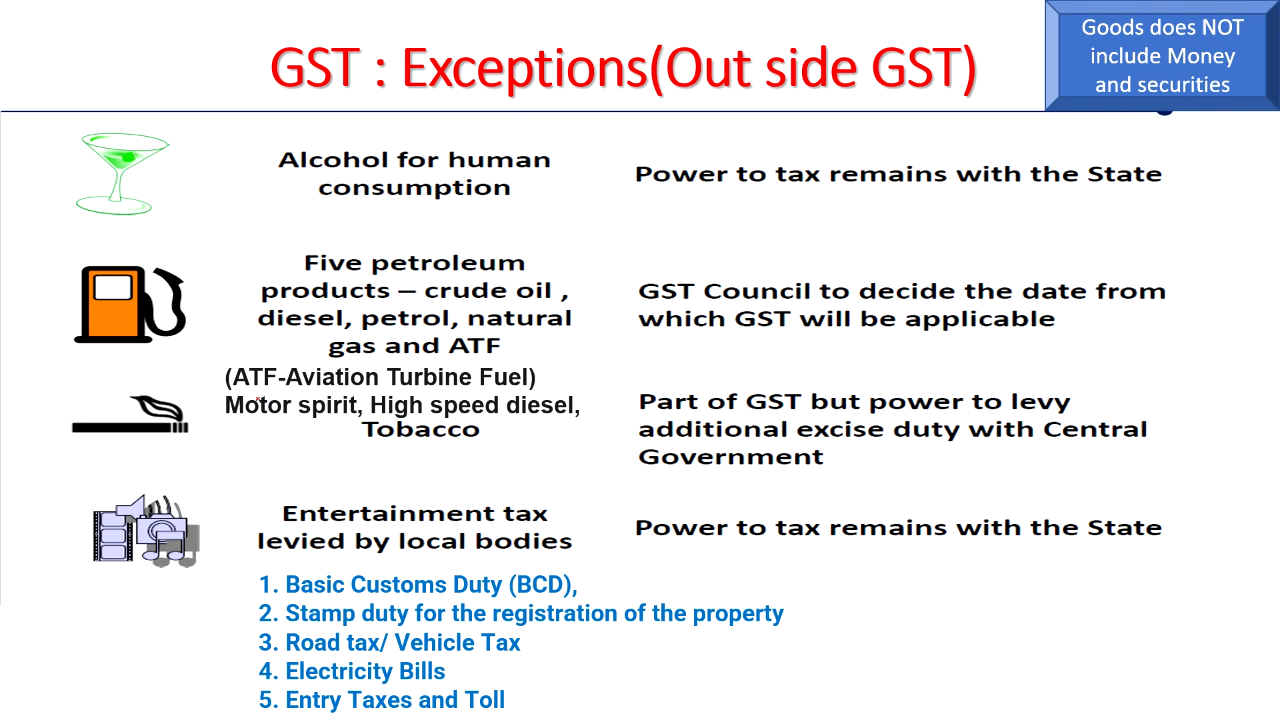 GST : Exceptions(Out side GST)
Goods does NOT
include Money
and securities
Alcohol for human
consumption
Power to tax remains with the State
Five petroleum
products – crude oil ,
diesel, petrol, natural
gas and ATF
(ATF-Aviation Turbine Fuel)
Motor spirit, High speed diesel,
GST Council to decide the date from
which GST will be applicable
Tobacco
Part of GST but power to levy
additional excise duty with Central
Government
Entertainment tax
levied by local bodies
Power to tax remains with the State
1. Basic Customs Duty (BCD),
2. Stamp duty for the registration of the property
3. Road tax/ Vehicle Tax
4. Electricity Bills
5. Entry Taxes and Toll